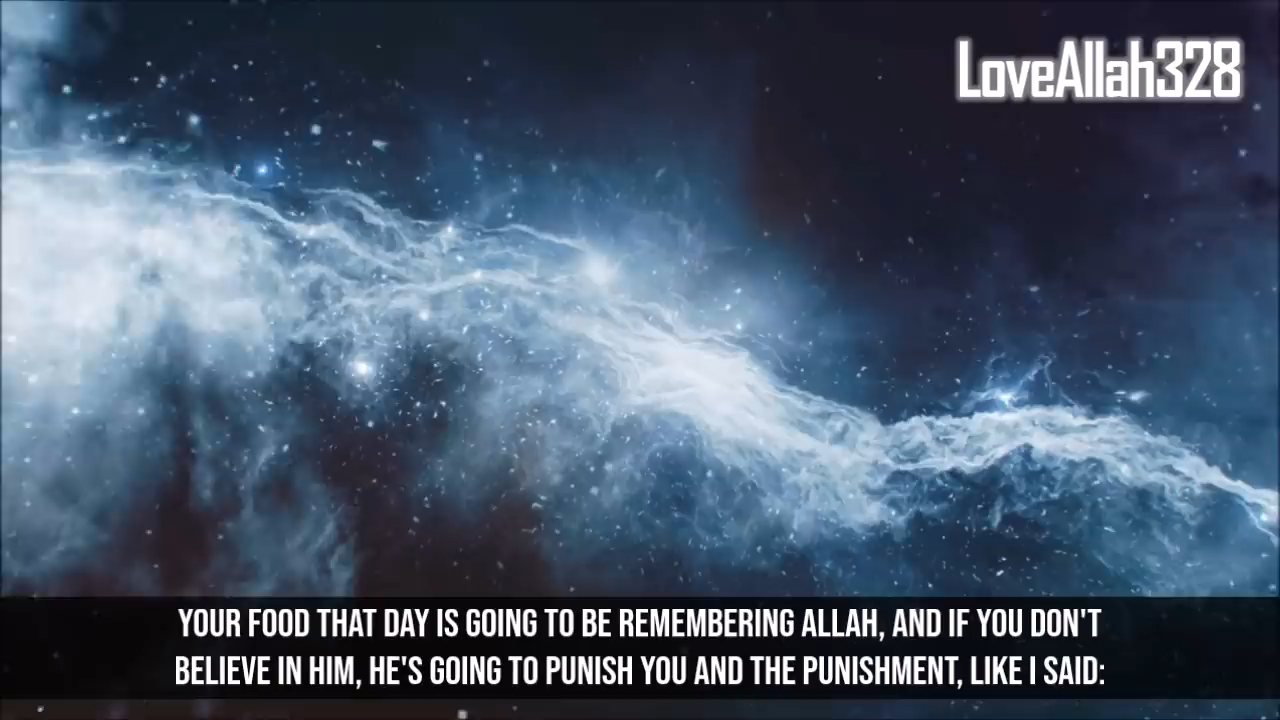 LoveAllah328
YOUR FOOD THAT DAY IS GOING TO BE REMEMBERING ALLAH, AND IF YOU DON'T
BELIEVE IN HIM, HE'S GOING TO PUNISH YOU AND THE PUNISHMENT, LIKE I SAID: